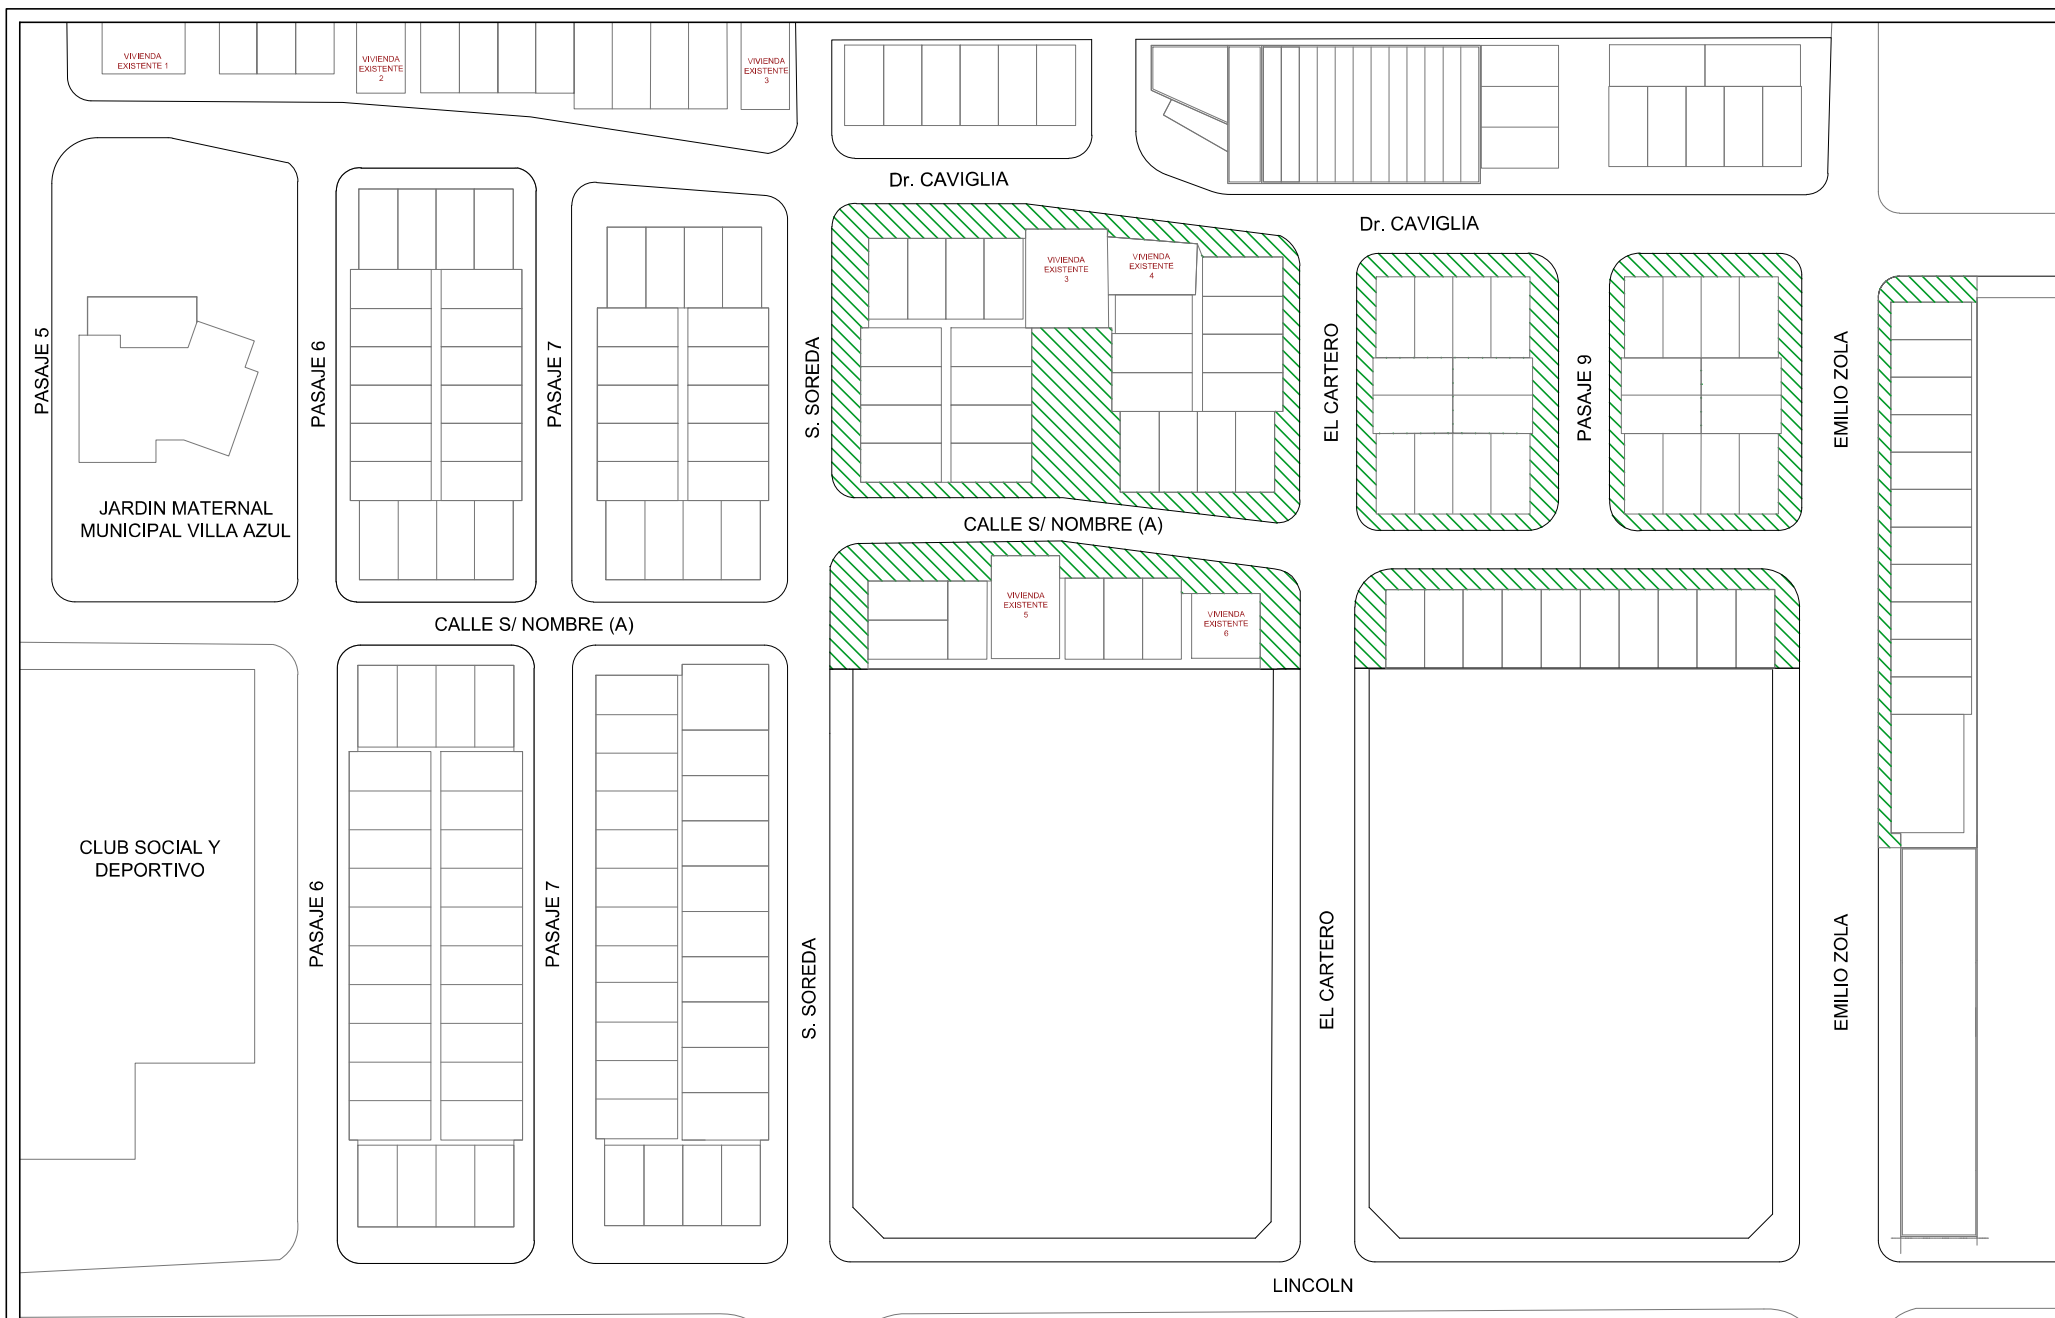 VIVIENDA
EXISTENTE 1
VIVIENDA
EXISTENTE
2
VIVIENDA
EXISTENTE
3
Dr. CAVIGLIA
Dr. CAVIGLIA
VIVIENDA
EXISTENTE
3
VIVIENDA
EXISTENTE
4
PASAJE 5
PASAJE 6
PASAJE 7
S. SOREDA
EL CARTERO
PASAJE 9
EMILIO ZOLA
JARDIN MATERNAL
MUNICIPAL VILLA AZUL
CALLE S/ NOMBRE (A)
VIVIENDA
EXISTENTE
5
VIVIENDA
EXISTENTE
6
CALLE S/ NOMBRE (A)
CLUB SOCIAL Y
DEPORTIVO
PASAJE 6
PASAJE 7
S. SOREDA
EL CARTERO
EMILIO ZOLA
LINCOLN